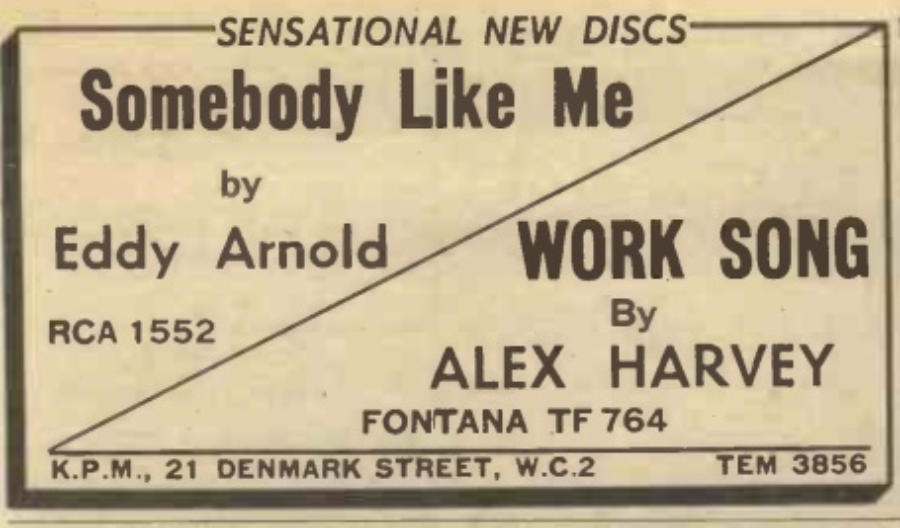 SENSATIONAL NEW DISCS
Somebody Like Me
by
Eddy Arnold
RCA 1552
WORK SONG
By
ALEX HARVEY
FONTANA TF 764
K.P.M., 21 DENMARK STREET, W.C.2
TEM 3856